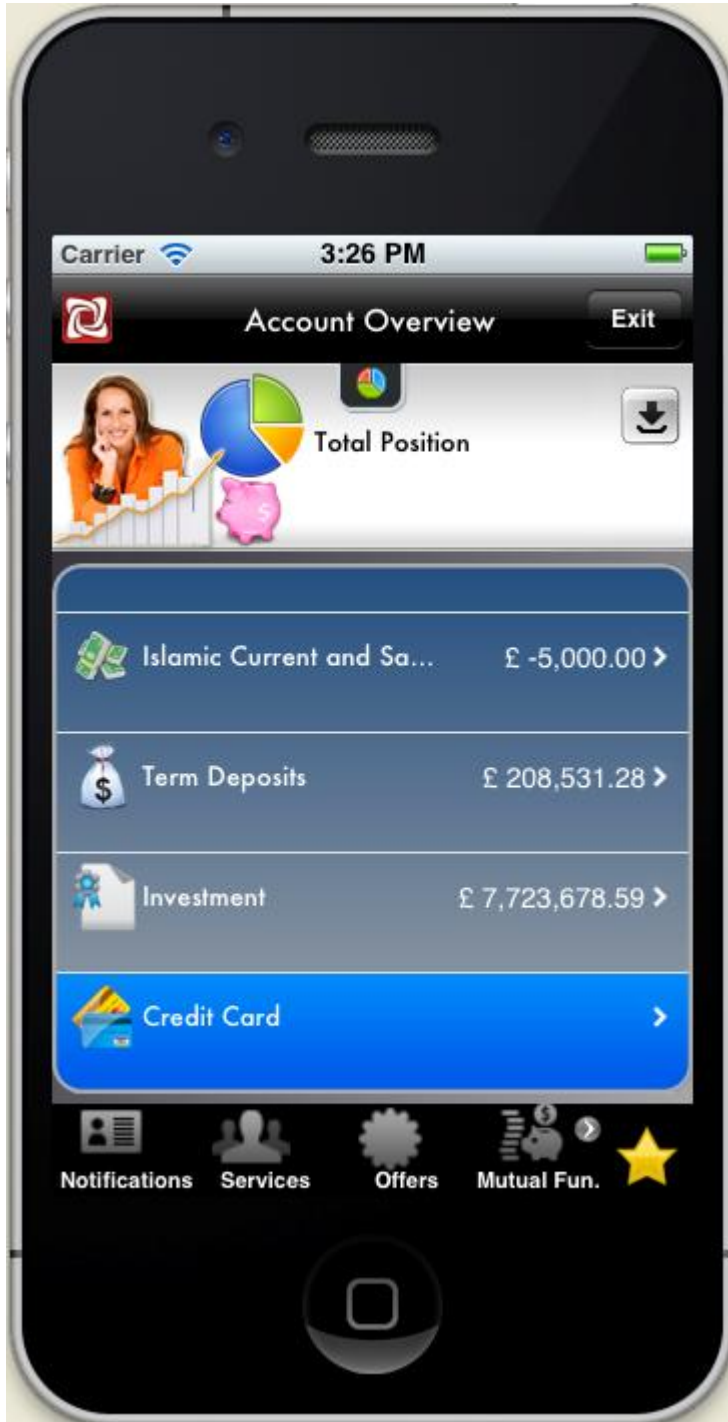 Carrier 3:26 PM
Account Overview Exit
Total Position
Islamic Current and Sa... £ -5,000.00
$
Term Deposits £ 208,531.28
Investment £ 7,723,678.59
Credit Card
Notifications Services Offers Mutual Fun.